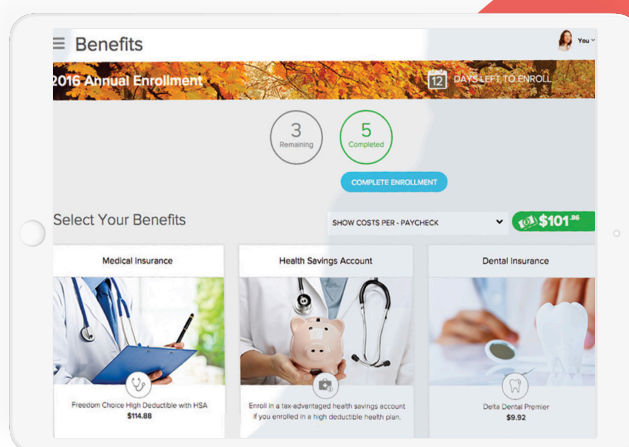 Benefits
You
2016 Annual Enrollment
12
DAYS LEFT TO ENROLL
3
Remaining
5
Completed
COMPLETE ENROLLMENT
Select Your Benefits
SHOW COSTS PER - PAYCHECK
$101.86
Medical Insurance
Health Savings Account
Dental Insurance
Freedom Choice High Deductible with HSA
$114.88
Enroll in a tax-advantaged health savings account
if you enrolled in a high deductible health plan.
Delta Dental Premier
$9.92